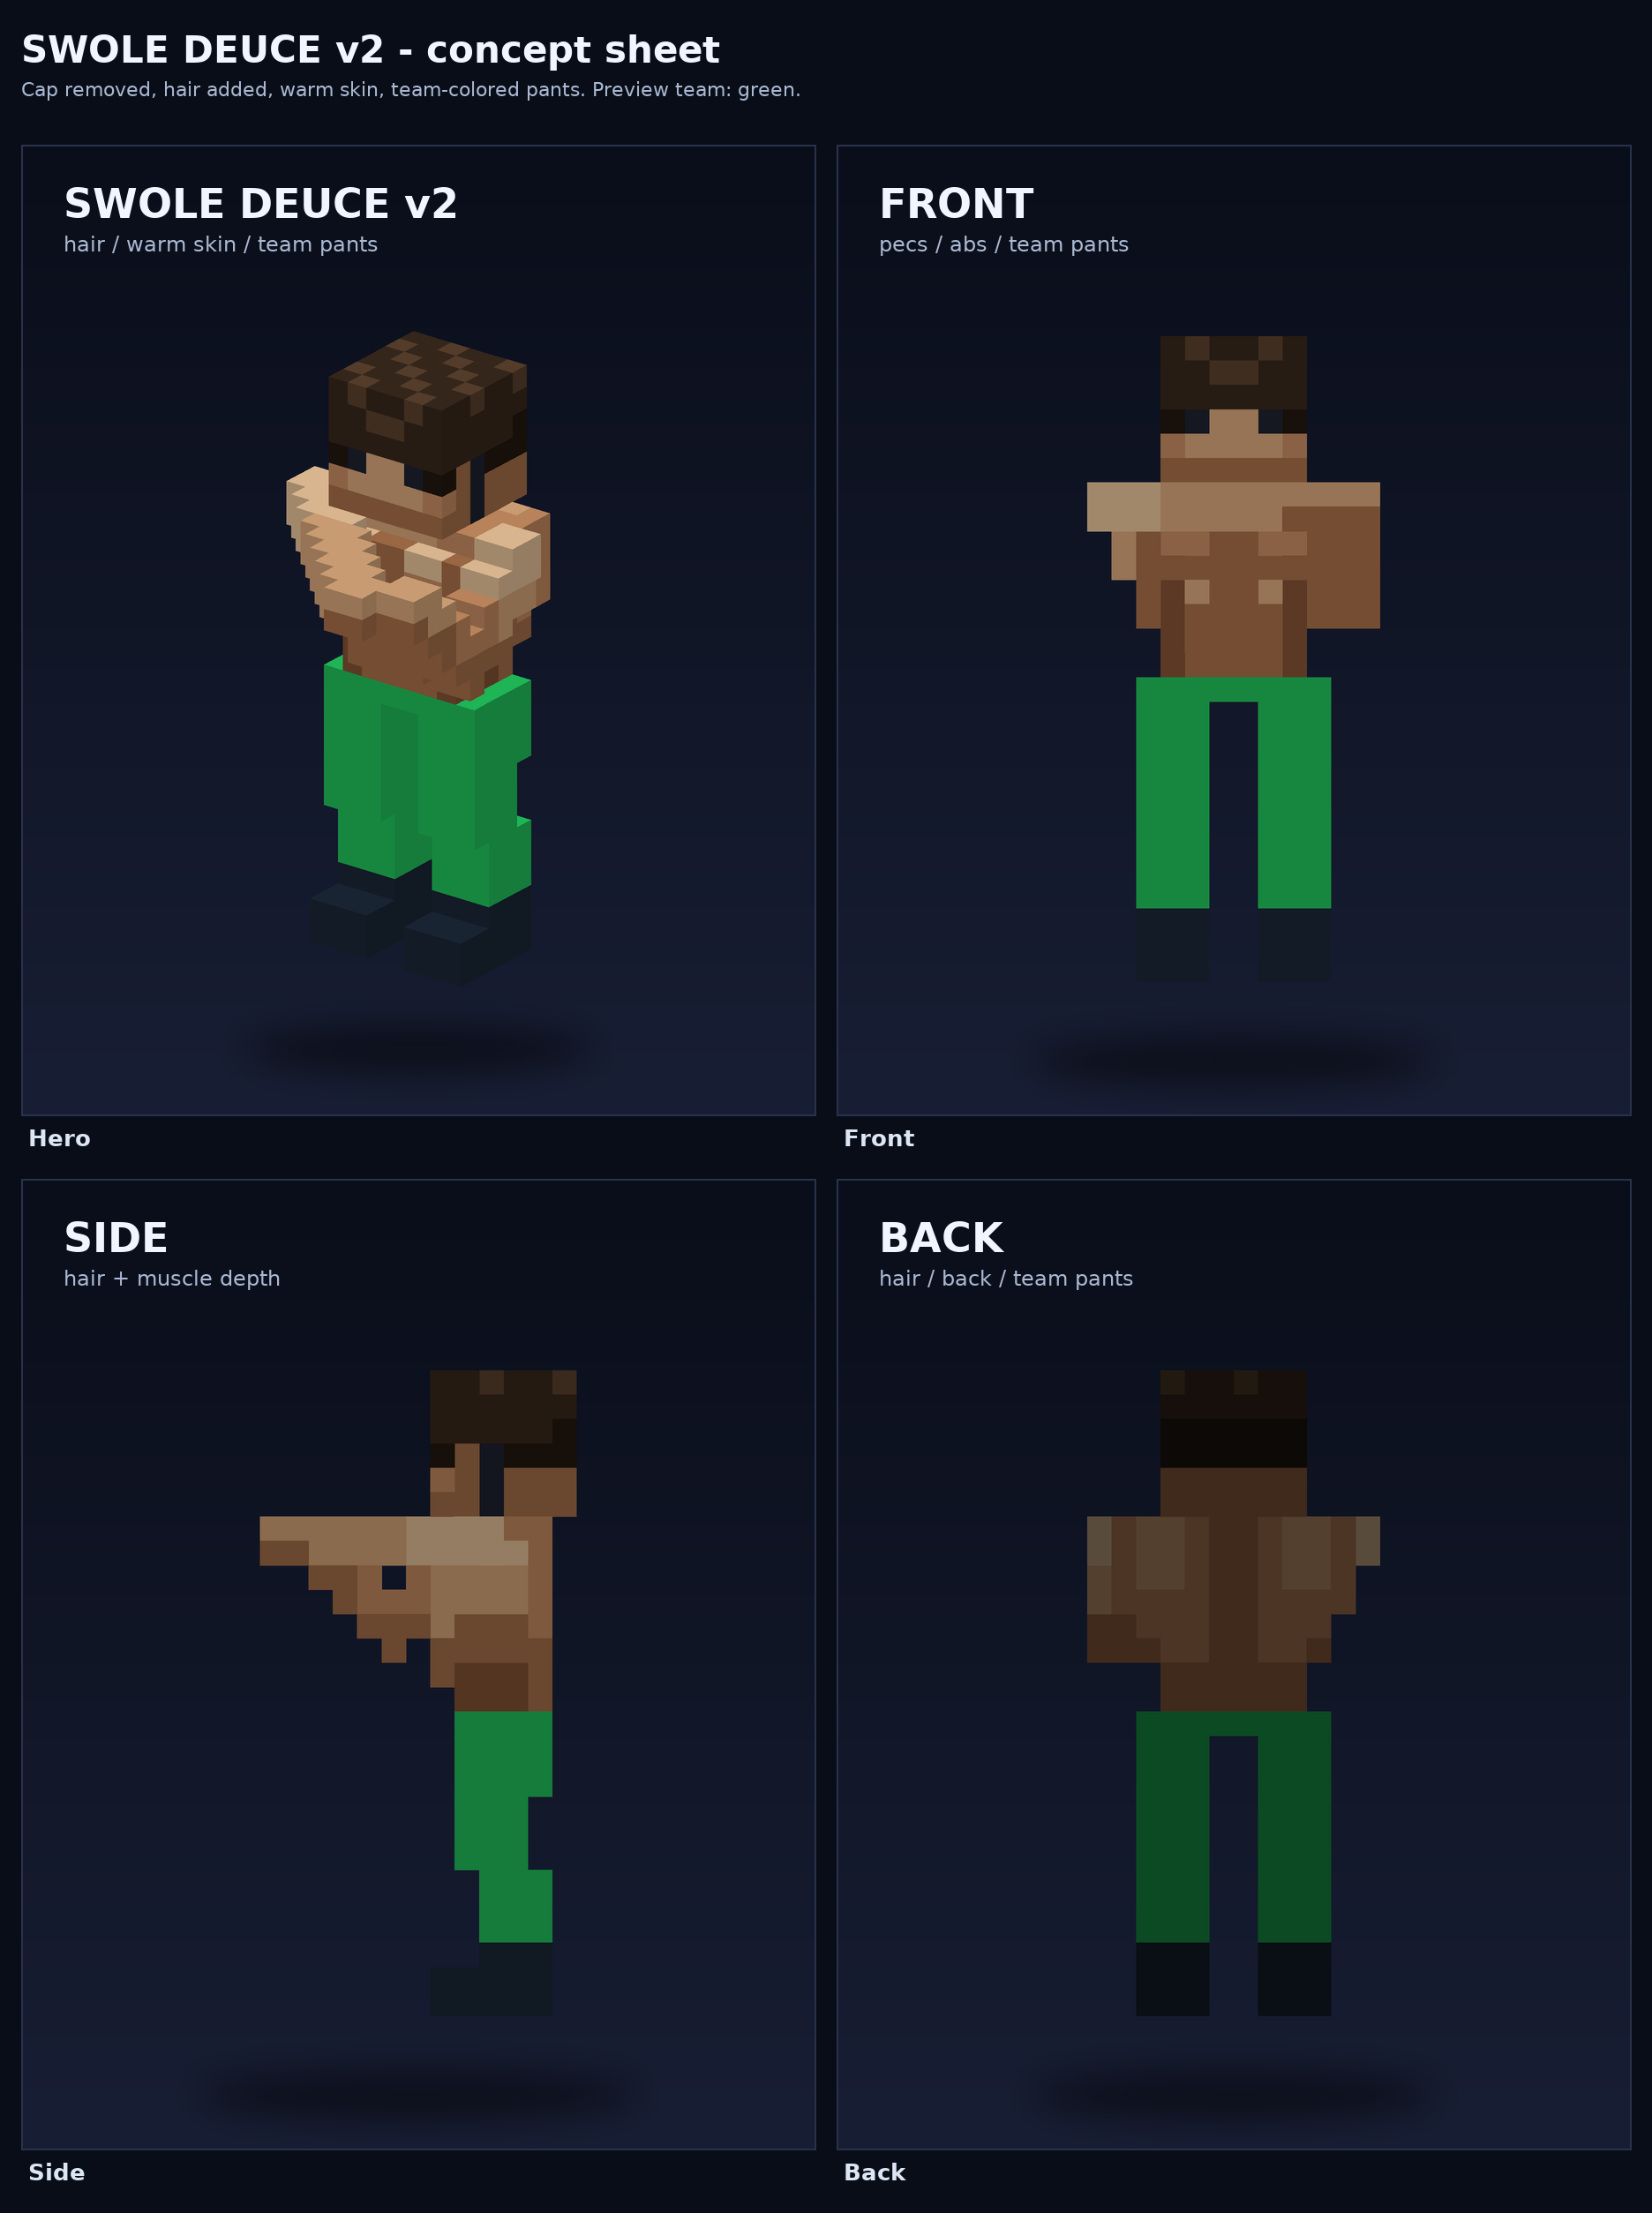 SWOLE DEUCE v2 - concept sheet
Cap removed, hair added, warm skin, team-colored pants. Preview team: green.
SWOLE DEUCE v2
hair / warm skin / team pants
Hero
FRONT
pecs / abs / team pants
Front
SIDE
hair + muscle depth
Side
BACK
hair / back / team pants
Back